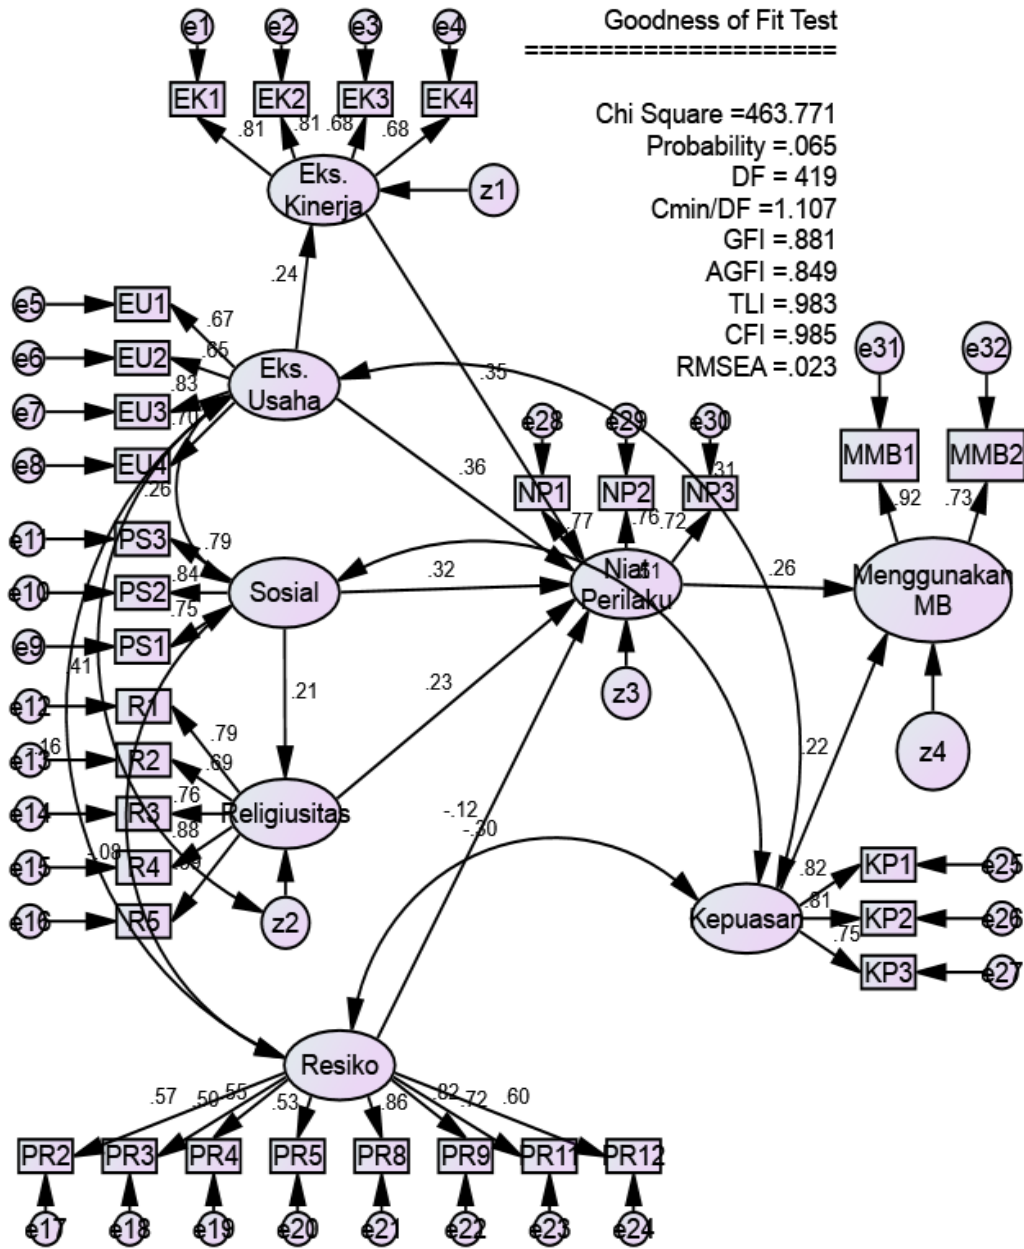 Goodness of Fit Test
====================
Chi Square =463.771
Probability =.065
DF = 419
Cmin/DF =1.107
GFI =.881
AGFI =.849
TLI =.983
CFI =.985
RMSEA =.023
e1 e2 e3 e4
EK1 EK2 EK3 EK4
.81 .81 .68 .68
Eks.
Kinerja
z1
.24
e5 EU1
.67
e6 EU2
.65
Eks.
Usaha
.83
e7 EU3
.70
e8 EU4
.26
.35
.36
e28 e29 e30
NP1 NP2 NP3
.31
.77 .76 .72
e31 e32
MMB1 MMB2
.92 .73
e11 PS3
.79
e10 PS2
.84
e9 PS1
.75
Sosial
.32
Niat
Perilaku
.51
.26
Menggunakan
MB
z3
z4
.41
.21
.23
.22
e12 R1
.79
e13 R2
.69
-.16
e14 R3
.76
e15 R4
.88
-.08
e16 R5
Religiusitas
z2
-.12
-.30
Kepuasan
.82
KP1 e25
.81
KP2 e26
.75
KP3 e27
Resiko
.57 .50 .55 .53 .86 .82 .72 .60
PR2 PR3 PR4 PR5 PR8 PR9 PR11 PR12
e17 e18 e19 e20 e21 e22 e23 e24